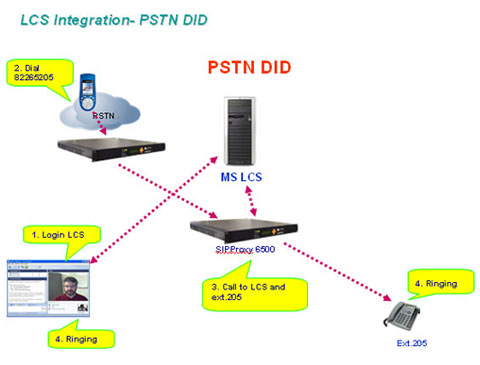 LCS Integration- PSTN DID
PSTN DID
2. Dial
82265205
PSTN
MS LCS
1. Login LCS
SIPProxy 6500
3. Call to LCS and
ext.205
4. Ringing
4. Ringing
Ext.205